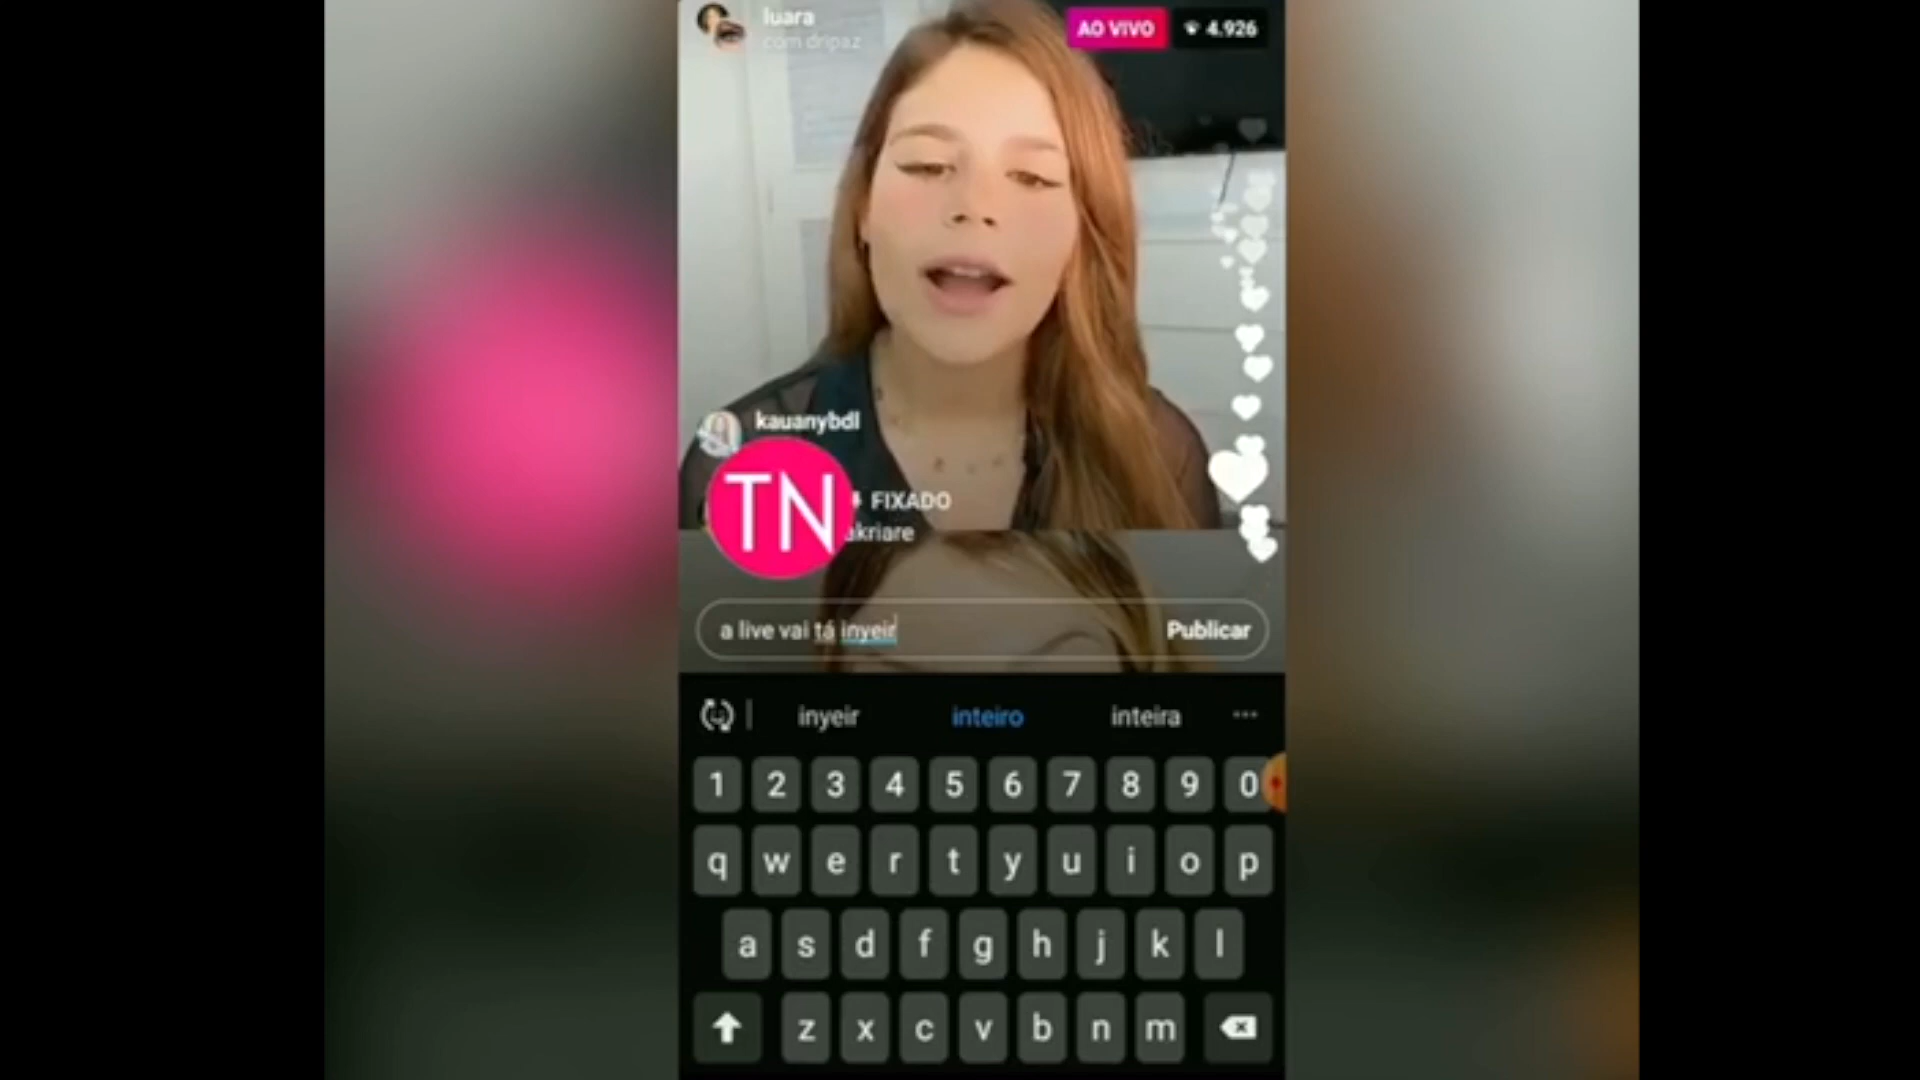 luara
com dripaz
AO VIVO
4.926
kauanybdl
TN
FIXADO
akriare
a live vai tá inyeir
Publicar
inyeir inteiro inteira ...
1 2 3 4 5 6 7 8 9 0
q w e r t y u i o p
a s d f g h j k l
z x c v b n m